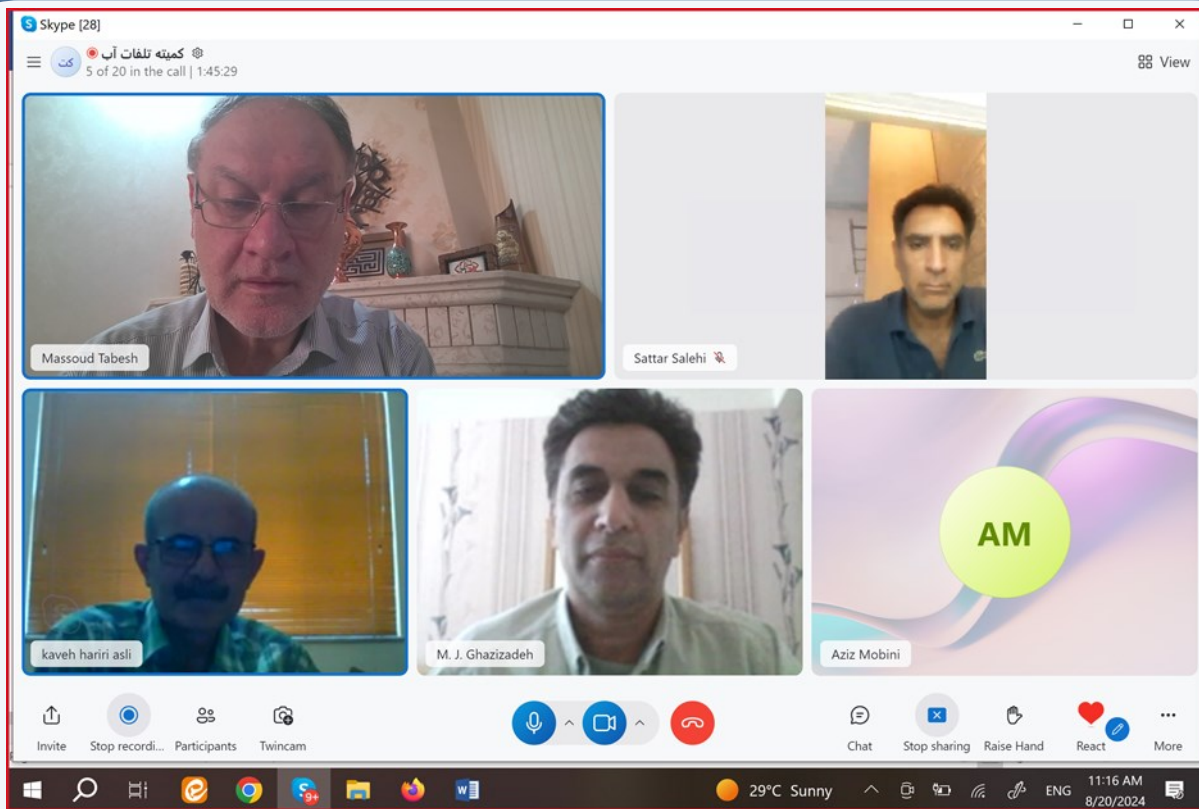 Skype [28]
کمیته تلفات آب
کت
5 of 20 in the call | 1:45:29
View
Massoud Tabesh
Sattar Salehi
kaveh hariri asli
M. J. Ghazizadeh
AM
Aziz Mobini
Invite
Stop recordi...
Participants
Twincam
Chat
Stop sharing
Raise Hand
React
More
9+
29°C Sunny
ENG
11:16 AM
8/20/2024